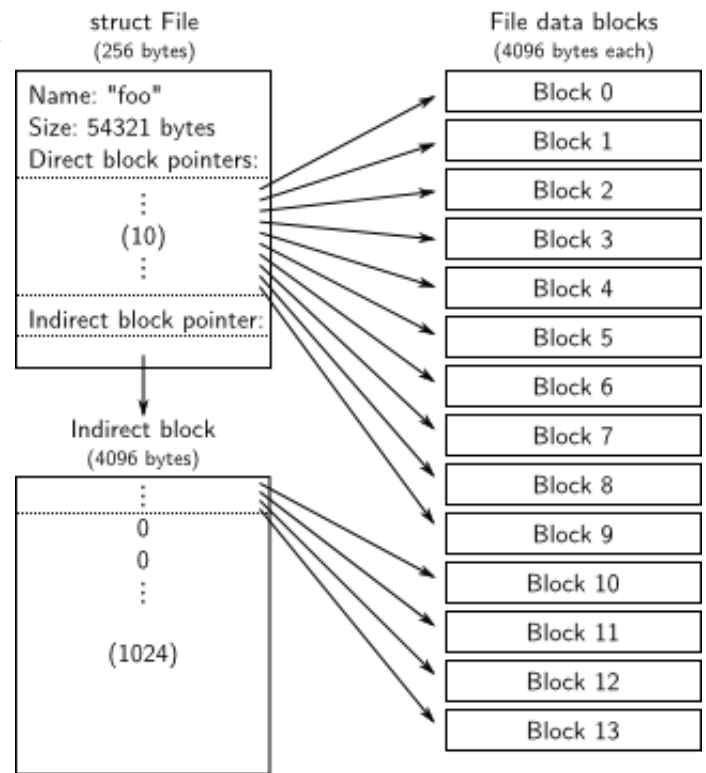 struct File
(256 bytes)
Name: "foo"
Size: 54321 bytes
Direct block pointers:
⋮
(10)
⋮
Indirect block pointer:
Indirect block
(4096 bytes)
⋮
0
0
⋮
(1024)
File data blocks
(4096 bytes each)
Block 0
Block 1
Block 2
Block 3
Block 4
Block 5
Block 6
Block 7
Block 8
Block 9
Block 10
Block 11
Block 12
Block 13